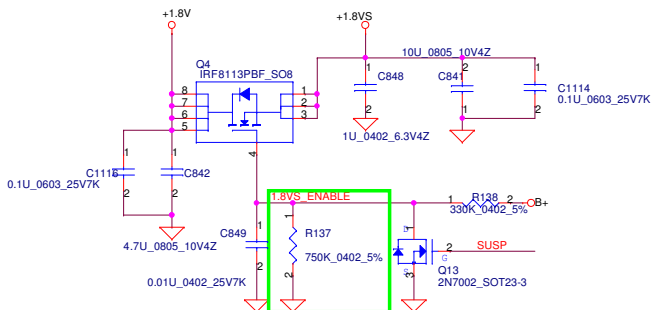 +1.8V
+1.8VS
Q4
IRF8113PBF_SO8
10U_0805_10V4Z
8
7
6
5
1
2
3
4
1
2
C848
2
1
C841
1
2
C1114
0.1U_0603_25V7K
1U_0402_6.3V4Z
1
2
C1116
0.1U_0603_25V7K
1
2
C842
4.7U_0805_10V4Z
1.8VS_ENABLE
1
R138
2
B+
330K_0402_5%
C849
1
2
0.01U_0402_25V7K
1
2
R137
750K_0402_5%
1
D
S
3
G
2
SUSP
Q13
2N7002_SOT23-3